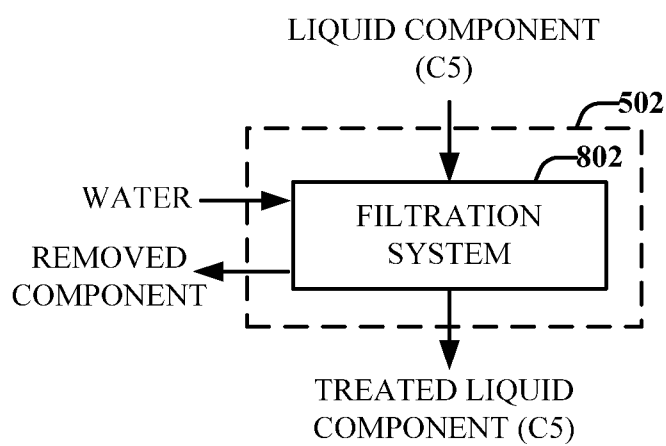 LIQUID COMPONENT
(C5)
502
802
WATER
FILTRATION
SYSTEM
REMOVED
COMPONENT
TREATED LIQUID
COMPONENT (C5)